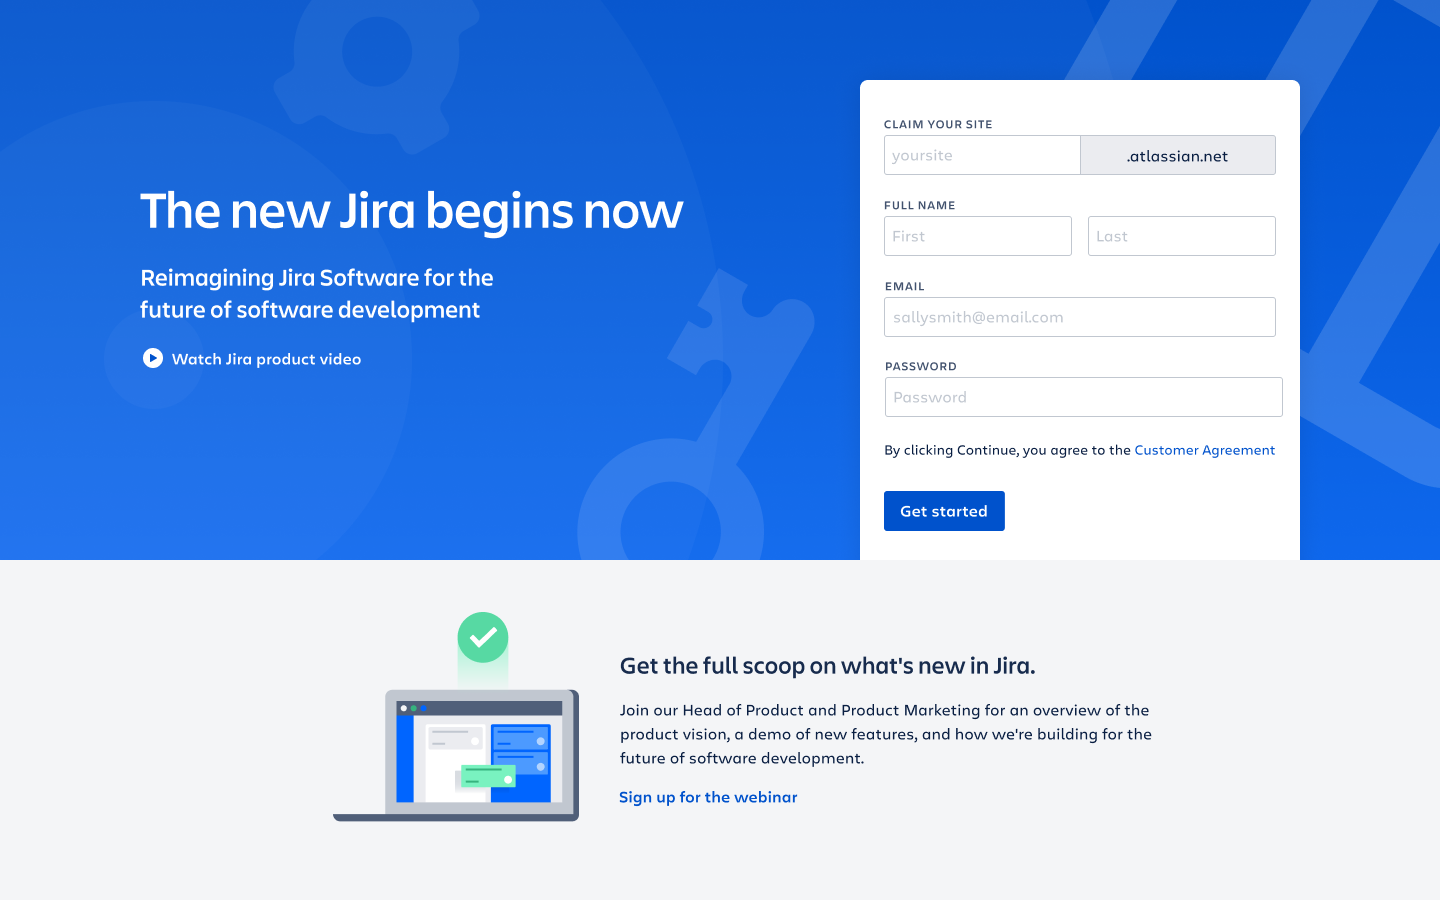 The new Jira begins now
Reimagining Jira Software for the
future of software development
Watch Jira product video
CLAIM YOUR SITE
yoursite .atlassian.net
FULL NAME
First Last
EMAIL
sallysmith@email.com
PASSWORD
Password
By clicking Continue, you agree to the Customer Agreement
Get started
Get the full scoop on what's new in Jira.
Join our Head of Product and Product Marketing for an overview of the
product vision, a demo of new features, and how we're building for the
future of software development.
Sign up for the webinar